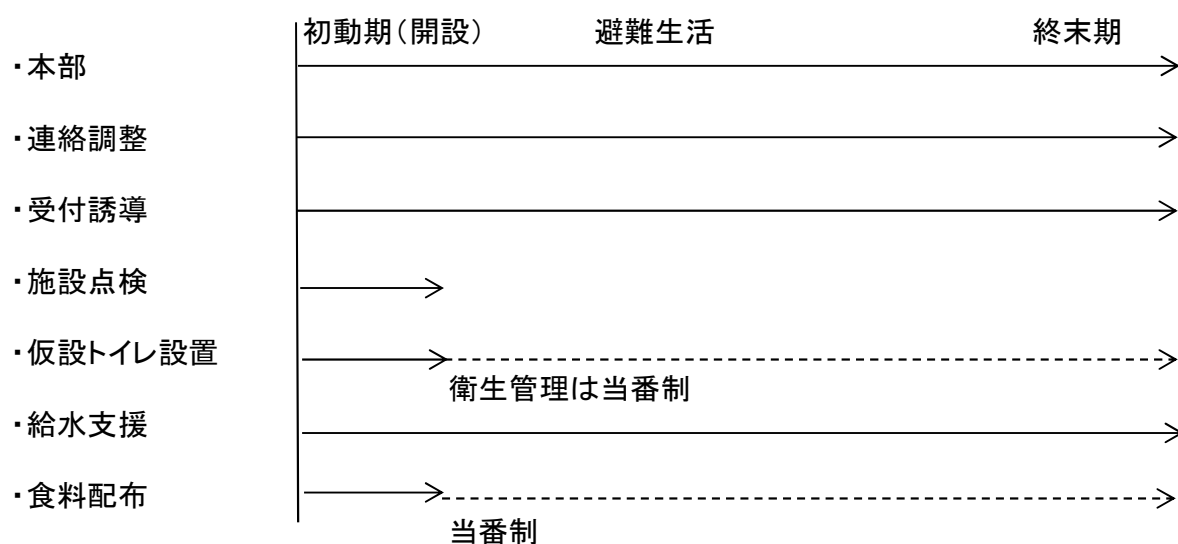 初動期（開設） 避難生活 終末期
・本部
・連絡調整
・受付誘導
・施設点検
・仮設トイレ設置
衛生管理は当番制
・給水支援
・食料配布
当番制